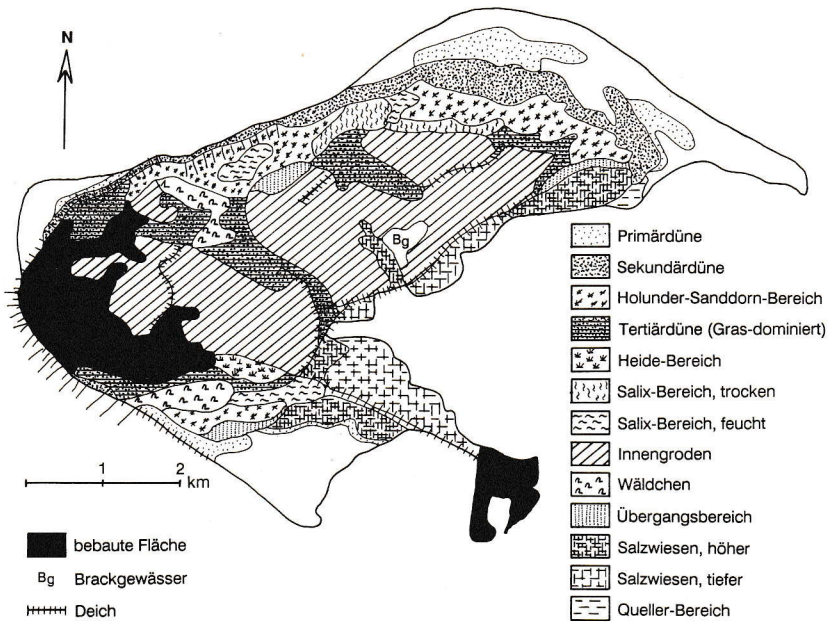 N
Bg
1 2
km
Primärdüne
Sekundärdüne
Holunder-Sanddorn-Bereich
Tertiärdüne (Gras-dominiert)
Heide-Bereich
Salix-Bereich, trocken
Salix-Bereich, feucht
Innengroden
Wäldchen
Übergangsbereich
Salzwiesen, höher
Salzwiesen, tiefer
Queller-Bereich
bebaute Fläche
Bg Brackgewässer
Deich